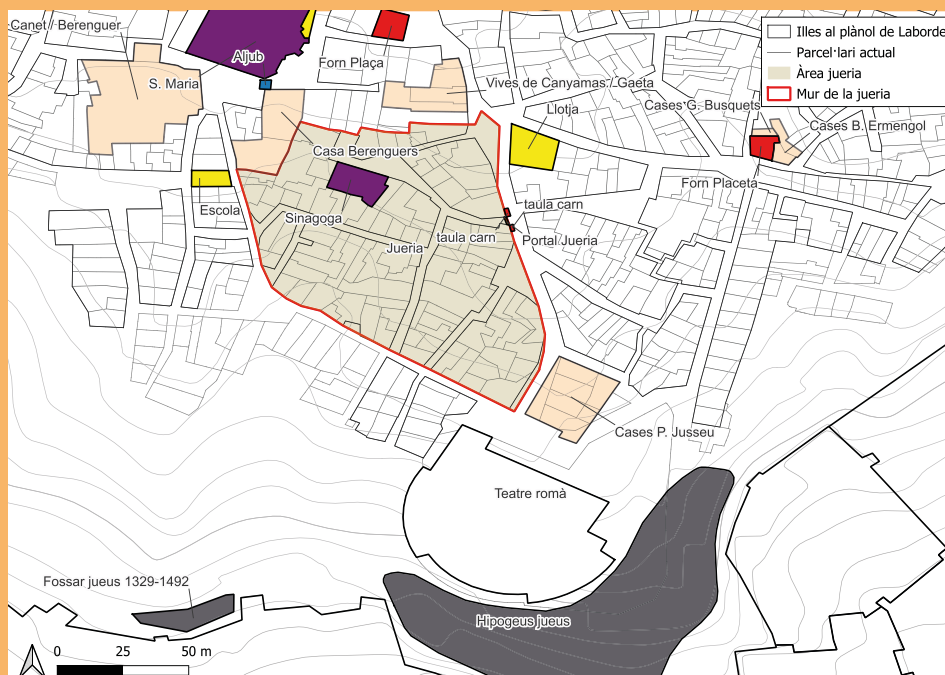 Canet / Berenguer
Aljub
Forn Plaça
S. Maria
Vives de Canyamas / Gaeta
Llotja
Illes al plànol de Laborde
Parcel·lari actual
Àrea jueria
Mur de la jueria
Cases G. Busquets
Cases B. Ermengol
Casa Berenguers
Forn Placeta
Escola
Sinagoga
taula carn
taula carn
Portal Jueria
Jueria
Cases P. Jusseu
Teatre romà
Fossar jueus 1329-1492
Hipogeus jueus
0 25 50 m